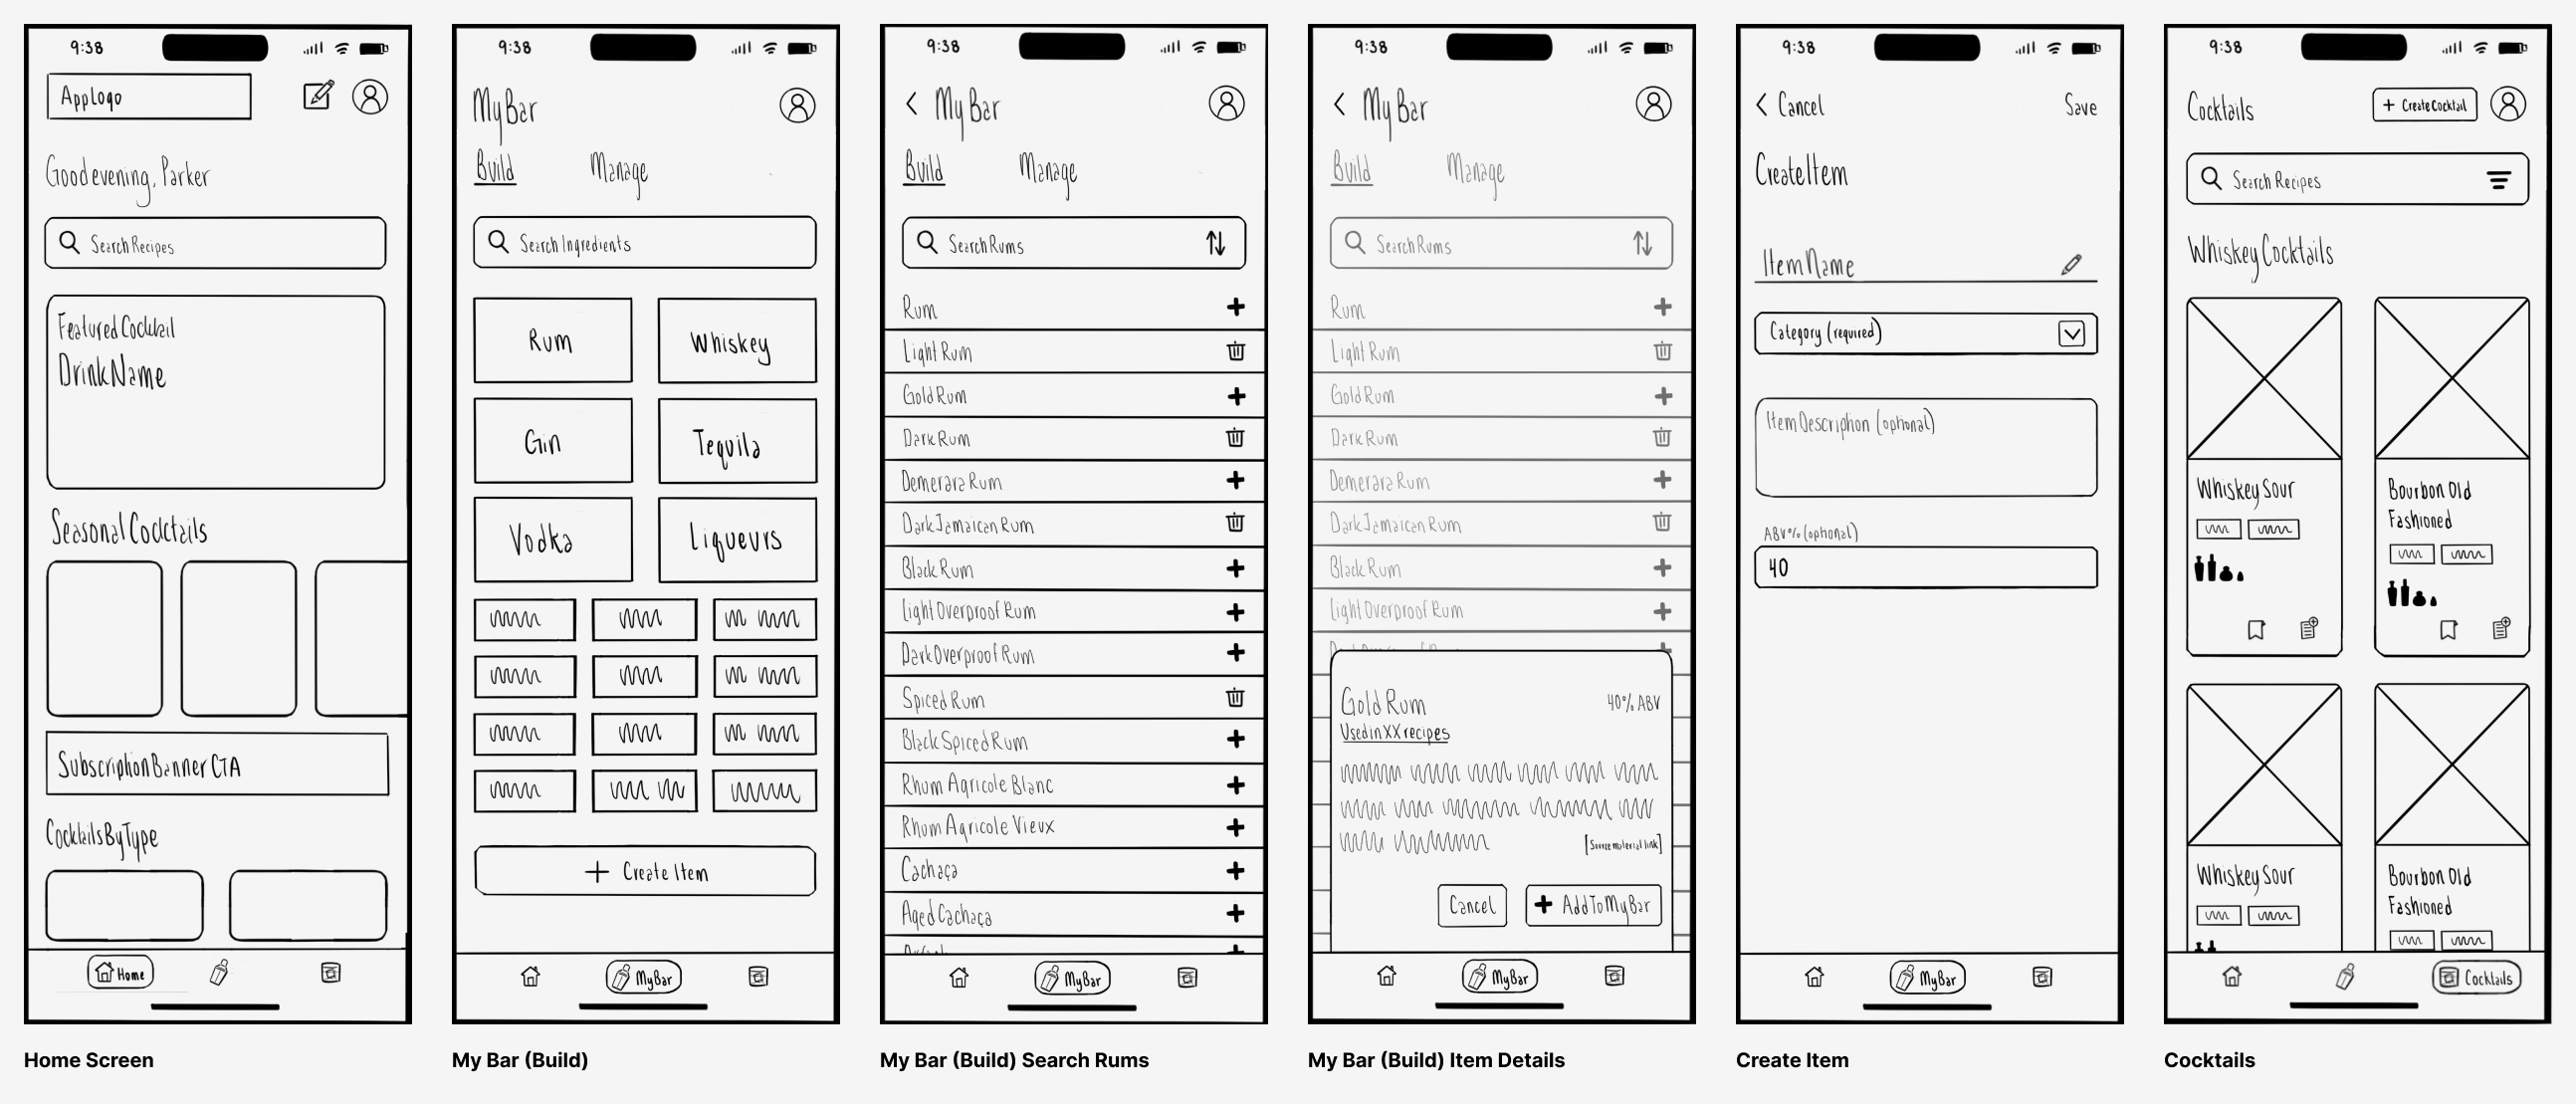 9:38
App Logo
Good evening, Parker
Search Recipes
Featured Cocktail
Drink Name
Seasonal Cocktails
Subscription Banner CTA
Cocktails By Type
Home
Home Screen
9:38
My Bar
Build Manage
Search Ingredients
Rum Whiskey
Gin Tequila
Vodka Liqueurs
+ Create Item
My Bar
My Bar (Build)
9:38
< My Bar
Build Manage
Search Rums
Rum
Light Rum
Gold Rum
Dark Rum
Demerara Rum
Dark Jamaican Rum
Black Rum
Light Overproof Rum
Dark Overproof Rum
Spiced Rum
Black Spiced Rum
Rhum Agricole Blanc
Rhum Agricole Vieux
Cachaça
Aged Cachaça
My Bar
My Bar (Build) Search Rums
9:38
< My Bar
Build Manage
Search Rums
Rum
Light Rum
Gold Rum
Dark Rum
Demerara Rum
Dark Jamaican Rum
Black Rum
Light Overproof Rum
Dark Overproof Rum
Gold Rum 40% ABV
Used in XX recipes
[Source material link]
Cancel + Add To My Bar
My Bar
My Bar (Build) Item Details
9:38
< Cancel Save
Create Item
Item Name
Category (required)
Item Description (optional)
ABV% (optional)
40
My Bar
Create Item
9:38
Cocktails + Create Cocktail
Search Recipes
Whiskey Cocktails
Whiskey Sour Bourbon Old
Fashioned
Whiskey Sour Bourbon Old
Fashioned
Cocktails
Cocktails